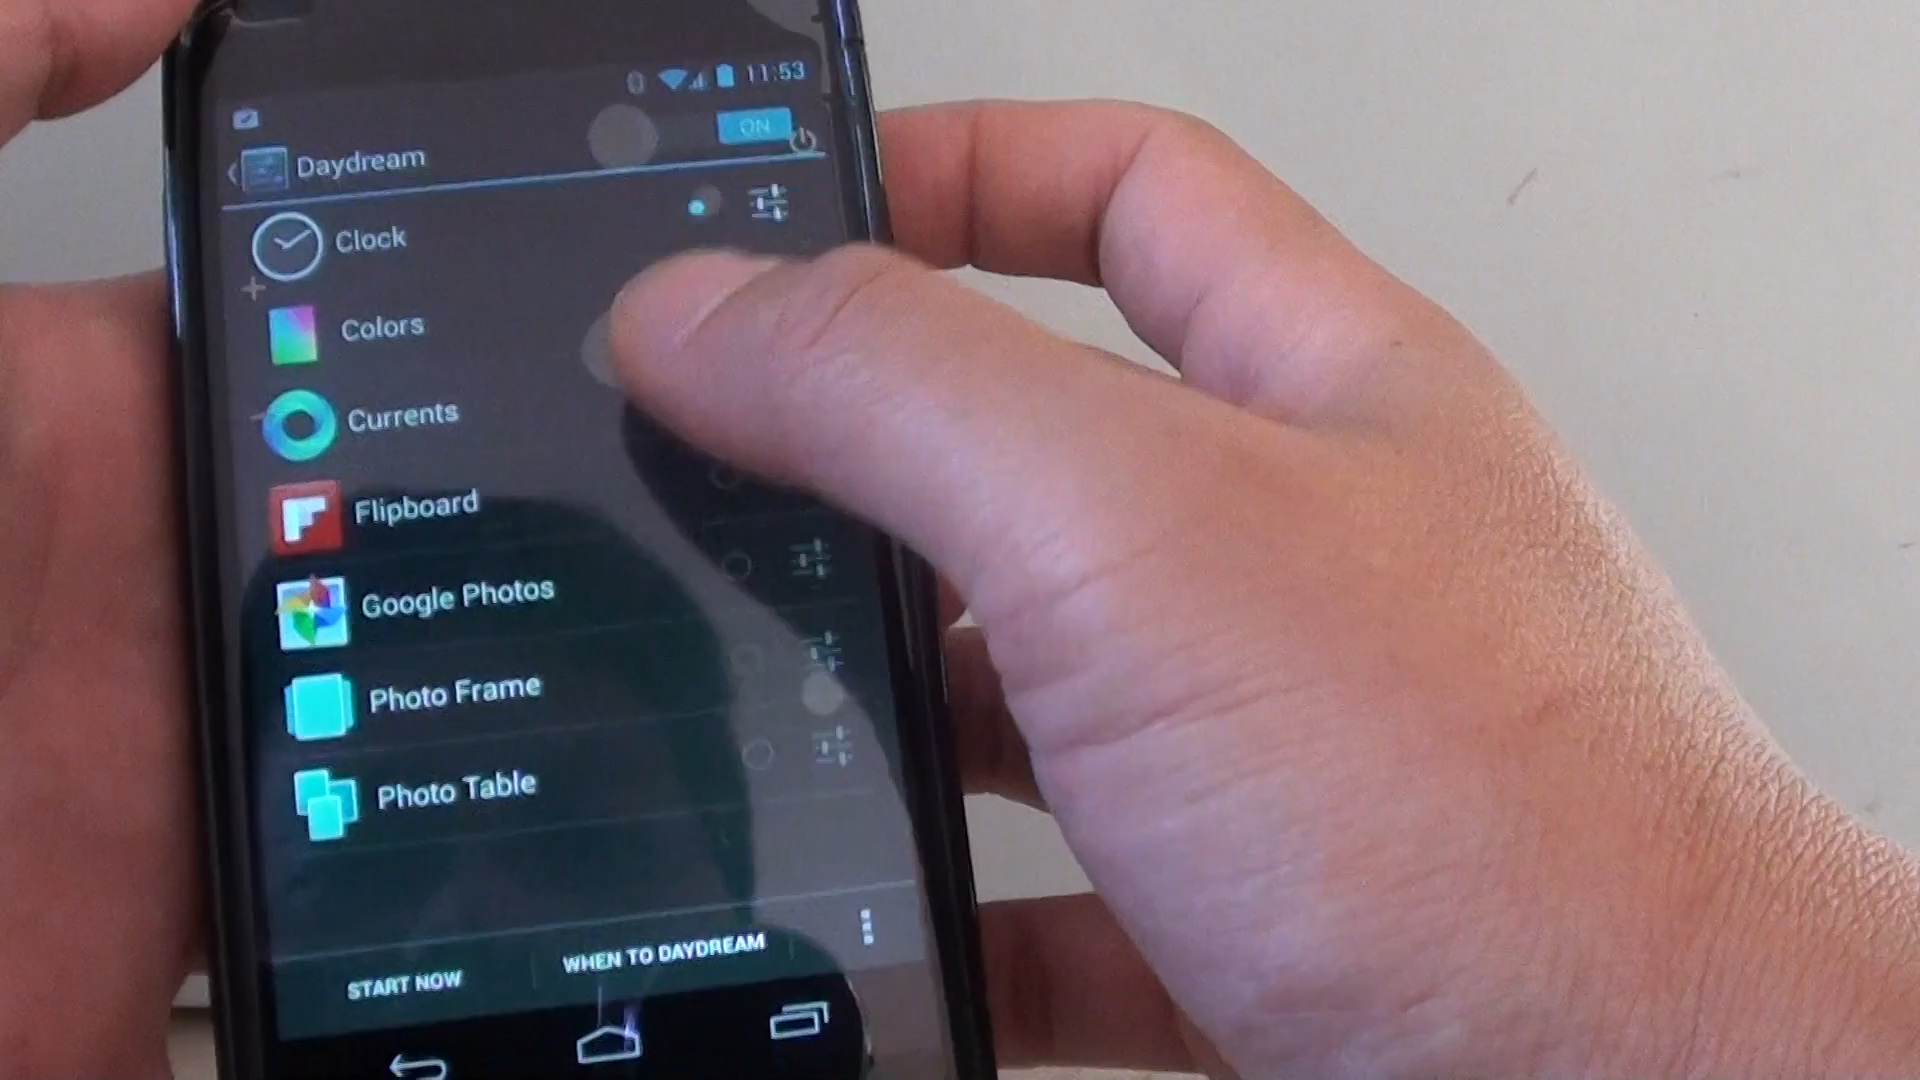 11:53
Daydream
ON
Clock
Colors
Currents
Flipboard
Google Photos
Photo Frame
Photo Table
START NOW
WHEN TO DAYDREAM